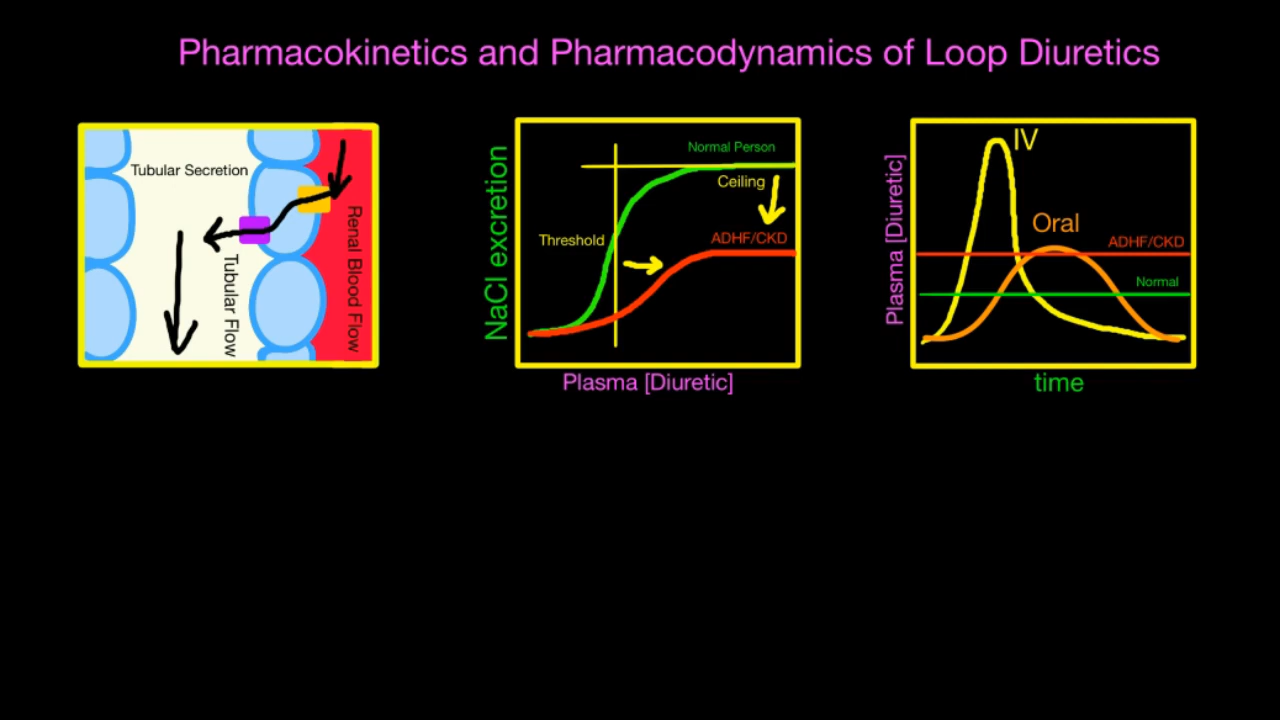 Pharmacokinetics and Pharmacodynamics of Loop Diuretics
Tubular Secretion
Tubular Flow
Renal Blood Flow
NaCl excretion
Normal Person
Ceiling
Threshold
ADHF/CKD
Plasma [Diuretic]
Plasma [Diuretic]
IV
Oral
ADHF/CKD
Normal
time